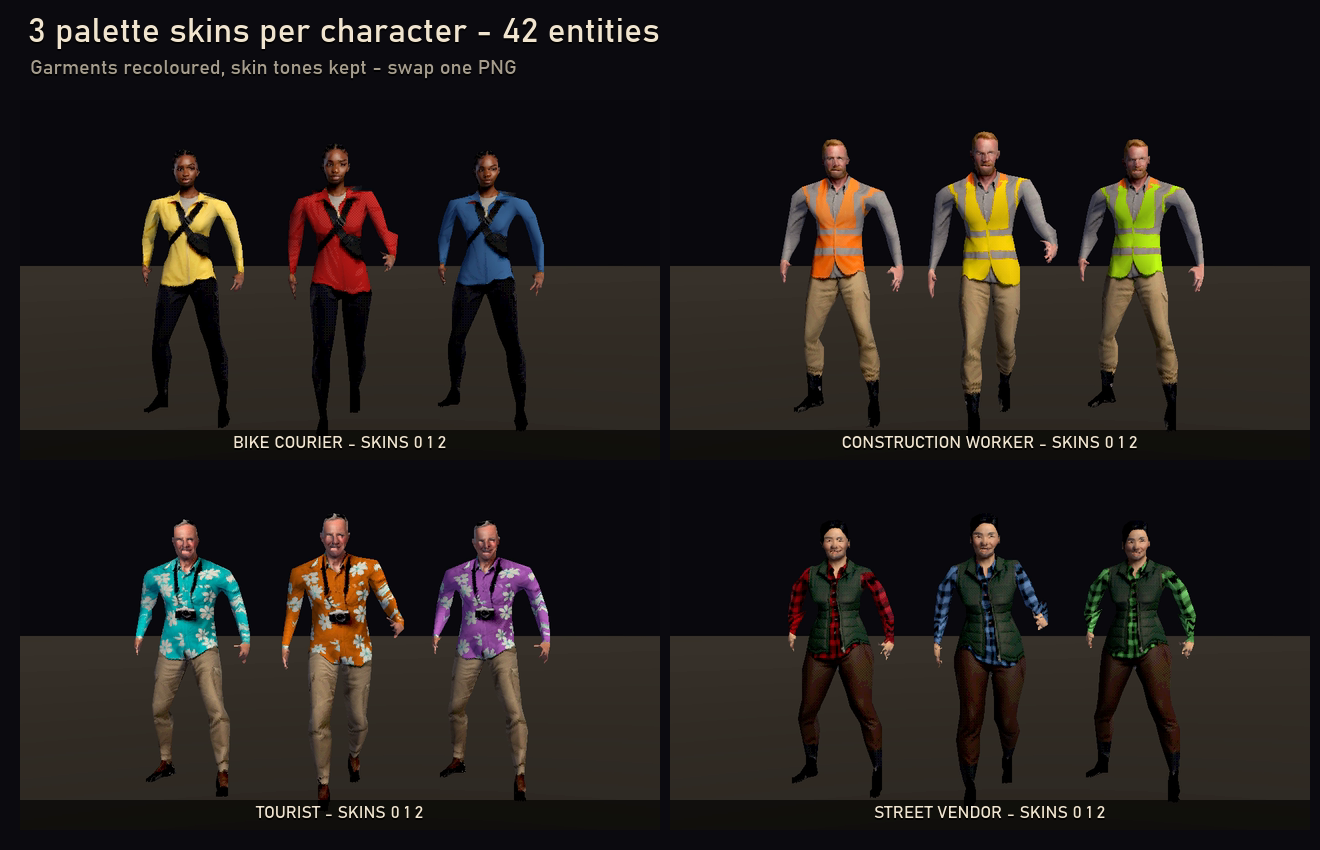 3 palette skins per character - 42 entities
Garments recoloured, skin tones kept - swap one PNG
BIKE COURIER - SKINS 0 1 2
CONSTRUCTION WORKER - SKINS 0 1 2
TOURIST - SKINS 0 1 2
STREET VENDOR - SKINS 0 1 2